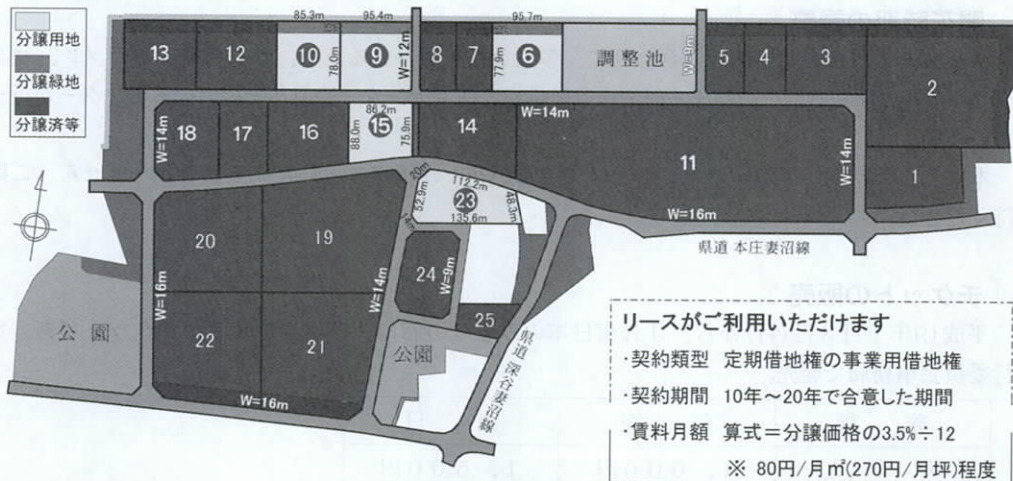 分譲用地
分譲緑地
分譲済等
85.3m
95.4m
95.7m
13
12
⑩
78.0m
⑨
W=12m
8
7
77.9m
⑥
調整池
W=9m
5
4
3
2
W=14m
18
17
16
86.2m
88.0m
⑮
75.9m
14
W=14m
11
W=14m
1
20m
112.2m
52.9m
㉓
48.3m
135.6m
W=16m
県道 本庄妻沼線
14m
20
19
24
W=9m
W=16m
W=14m
25
公園
22
21
公園
県道 深谷妻沼線
W=16m
リースがご利用いただけます
・契約類型 定期借地権の事業用借地権
・契約期間 10年～20年で合意した期間
・賃料月額 算式＝分譲価格の3.5%÷12
※ 80円/月㎡(270円/月坪)程度